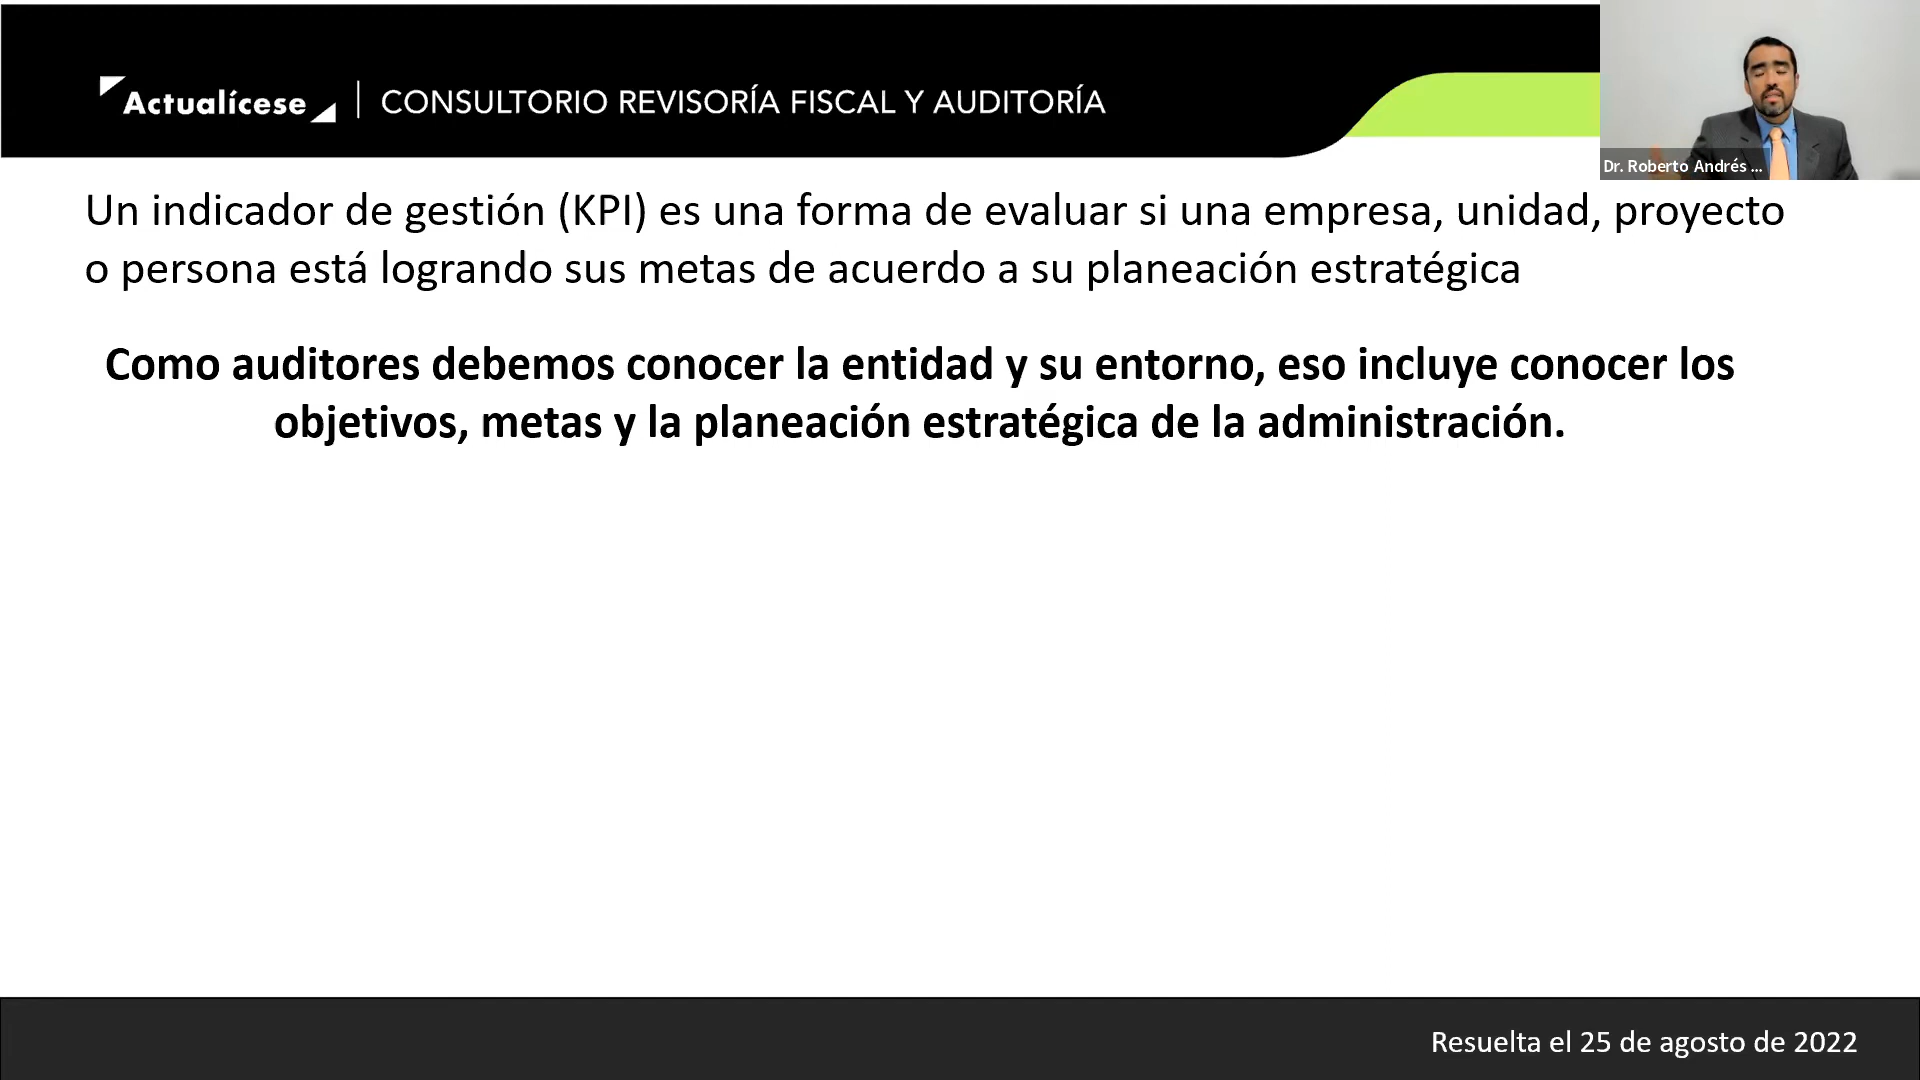 Actualícese
CONSULTORIO REVISORÍA FISCAL Y AUDITORÍA
Dr. Roberto Andrés ...
Un indicador de gestión (KPI) es una forma de evaluar si una empresa, unidad, proyecto
o persona está logrando sus metas de acuerdo a su planeación estratégica
Como auditores debemos conocer la entidad y su entorno, eso incluye conocer los
objetivos, metas y la planeación estratégica de la administración.
Resuelta el 25 de agosto de 2022